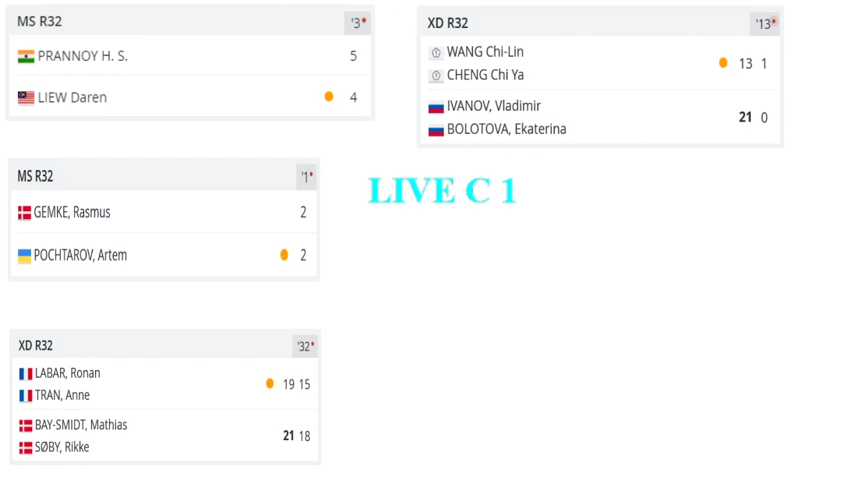 MS R32 '3
PRANNOY H. S. 5
LIEW Daren 4
XD R32 '13
WANG Chi-Lin 13 1
CHENG Chi Ya
IVANOV, Vladimir 21 0
BOLOTOVA, Ekaterina
MS R32 '1
GEMKE, Rasmus 2
POCHTAROV, Artem 2
LIVE C 1
XD R32 '32
LABAR, Ronan 19 15
TRAN, Anne
BAY-SMIDT, Mathias 21 18
SØBY, Rikke